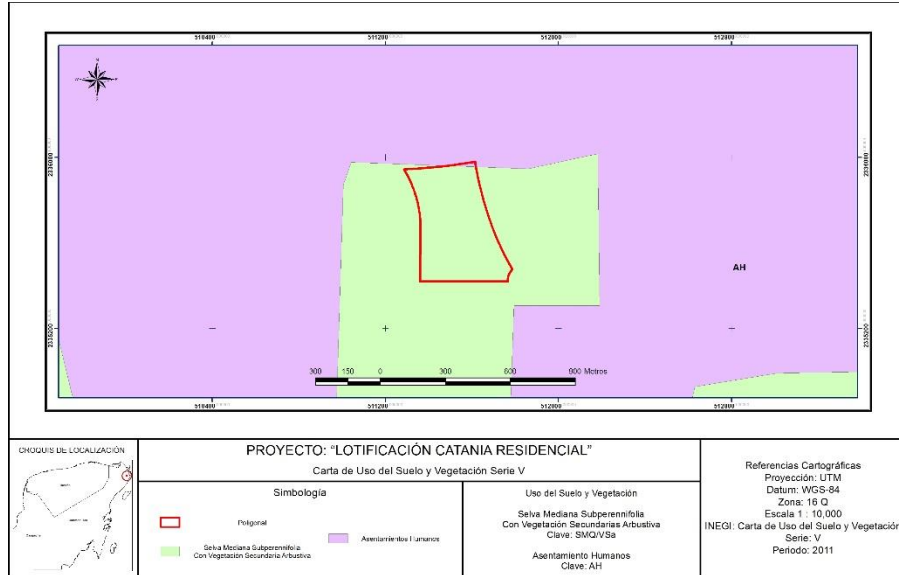 510400
511200
512000
512800
N
2336000
2336000
AH
2335200
2335200
300 150 0 300 600 900 Metros
510400
511200
512000
512800
CROQUIS DE LOCALIZACIÓN
PROYECTO: “LOTIFICACIÓN CATANIA RESIDENCIAL”
Carta de Uso del Suelo y Vegetación Serie V
Simbología
Poligonal
Selva Mediana Subperennifolia
Con Vegetación Secundaria Arbustiva
Asentamientos Humanos
Uso del Suelo y Vegetación
Selva Mediana Subperennifolia
Con Vegetación Secundarias Arbustiva
Clave: SMQ/VSa
Asentamiento Humanos
Clave: AH
Referencias Cartográficas
Proyección: UTM
Datum: WGS-84
Zona: 16 Q
Escala 1 : 10,000
INEGI: Carta de Uso del Suelo y Vegetación
Serie: V
Periodo: 2011